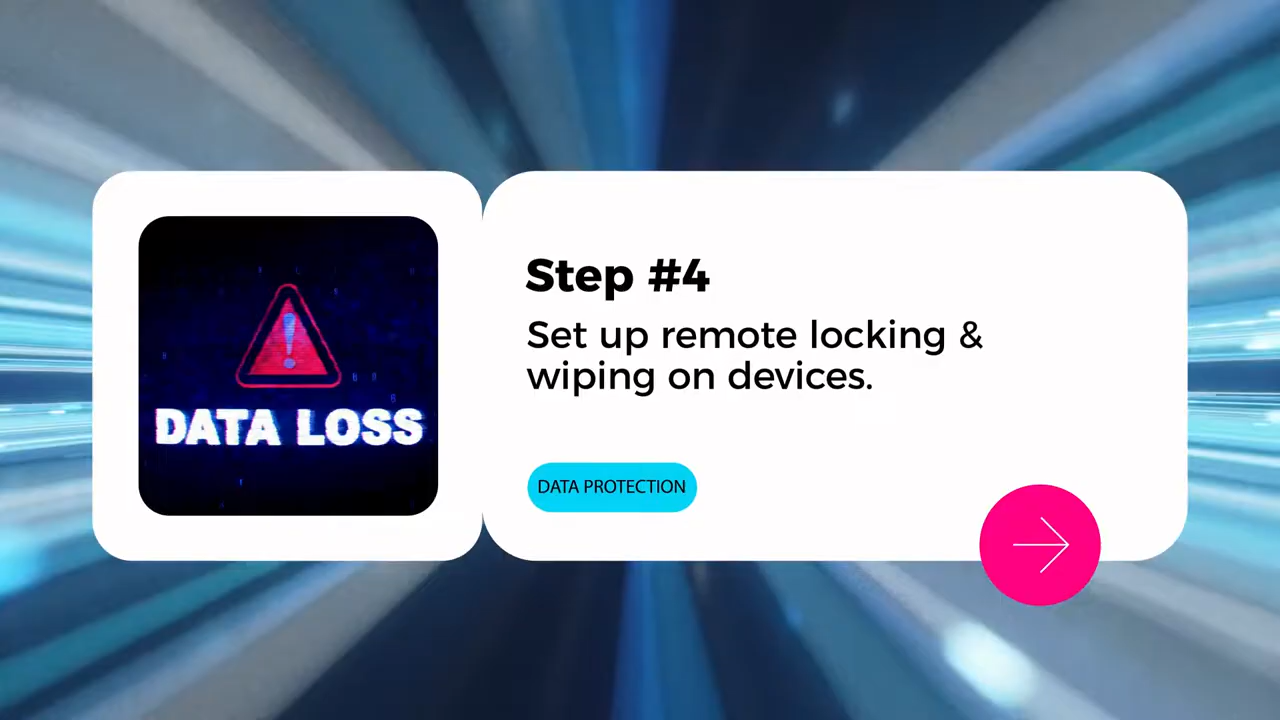 DATA LOSS
Step #4
Set up remote locking &
wiping on devices.
DATA PROTECTION